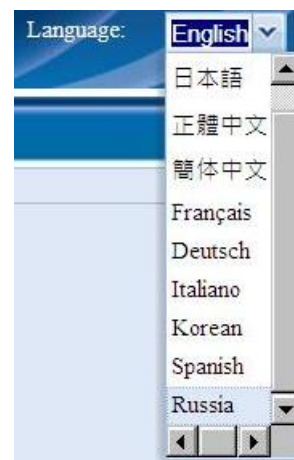 Language: English
日本語
正體中文
簡体中文
Français
Deutsch
Italiano
Korean
Spanish
Russia